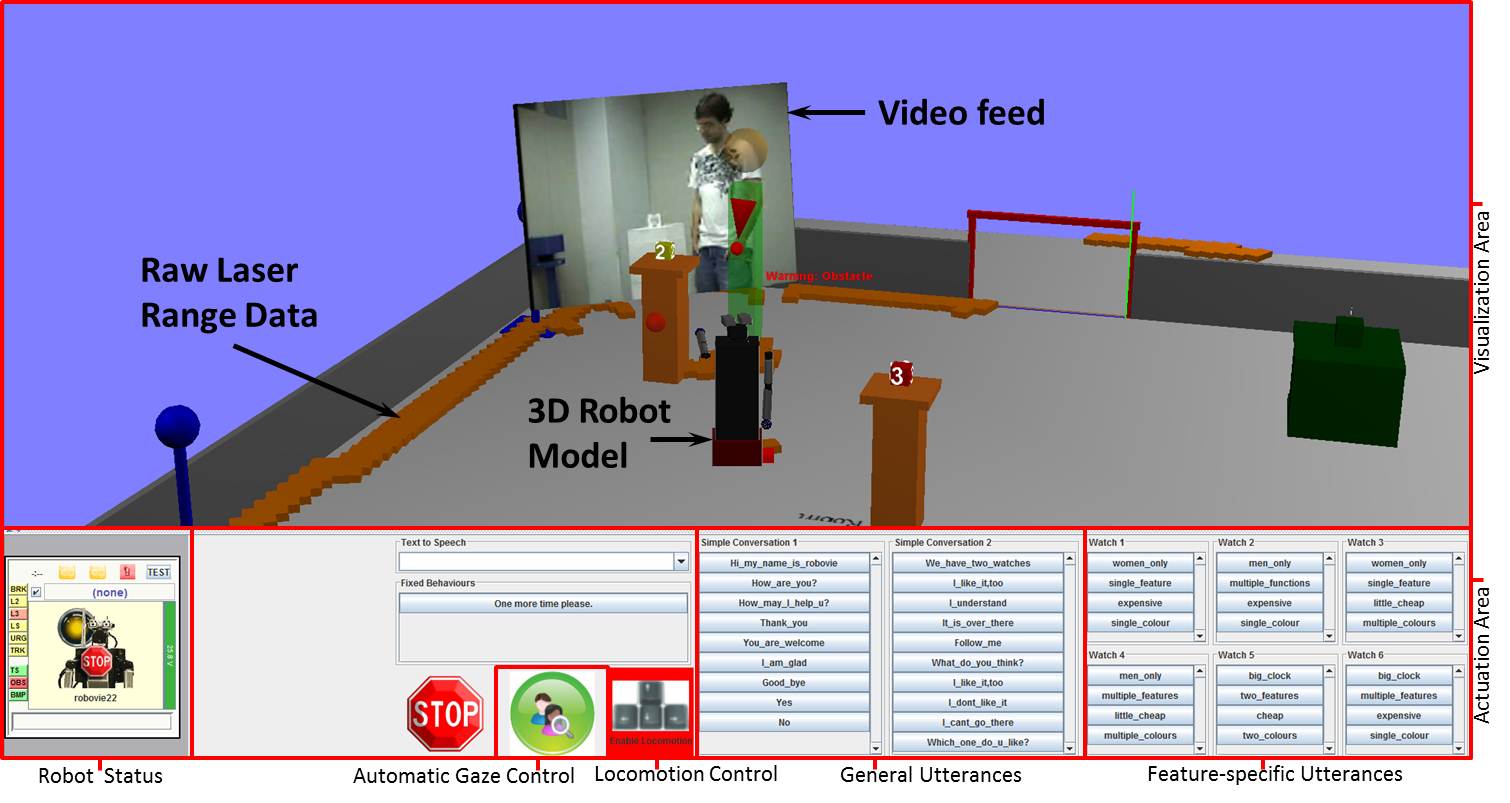 Video feed
Raw Laser
Range Data
2
Warning: Obstacle
3
3D Robot
Model
Room
Visualization Area
TEST
BRK
(none)
L2
L3
LS
URG
TRK
TS
OBS
BMP
STOP
25.8 V
robovie22
Text to Speech
Fixed Behaviours
One more time please.
STOP
Enable Locomotion
Simple Conversation 1
Hi_my_name_is_robovie
How_are_you?
How_may_I_help_u?
Thank_you
You_are_welcome
I_am_glad
Good_bye
Yes
No
Simple Conversation 2
We_have_two_watches
I_like_it,too
I_understand
It_is_over_there
Follow_me
What_do_you_think?
I_like_it,too
I_dont_like_it
I_cant_go_there
Which_one_do_u_like?
Watch 1
women_only
single_feature
expensive
single_colour
Watch 2
men_only
multiple_functions
expensive
single_colour
Watch 3
women_only
single_feature
little_cheap
multiple_colours
Watch 4
men_only
multiple_features
little_cheap
multiple_colours
Watch 5
big_clock
two_features
cheap
two_colours
Watch 6
big_clock
multiple_features
expensive
single_colour
Actuation Area
Robot Status
Automatic Gaze Control
Locomotion Control
General Utterances
Feature-specific Utterances